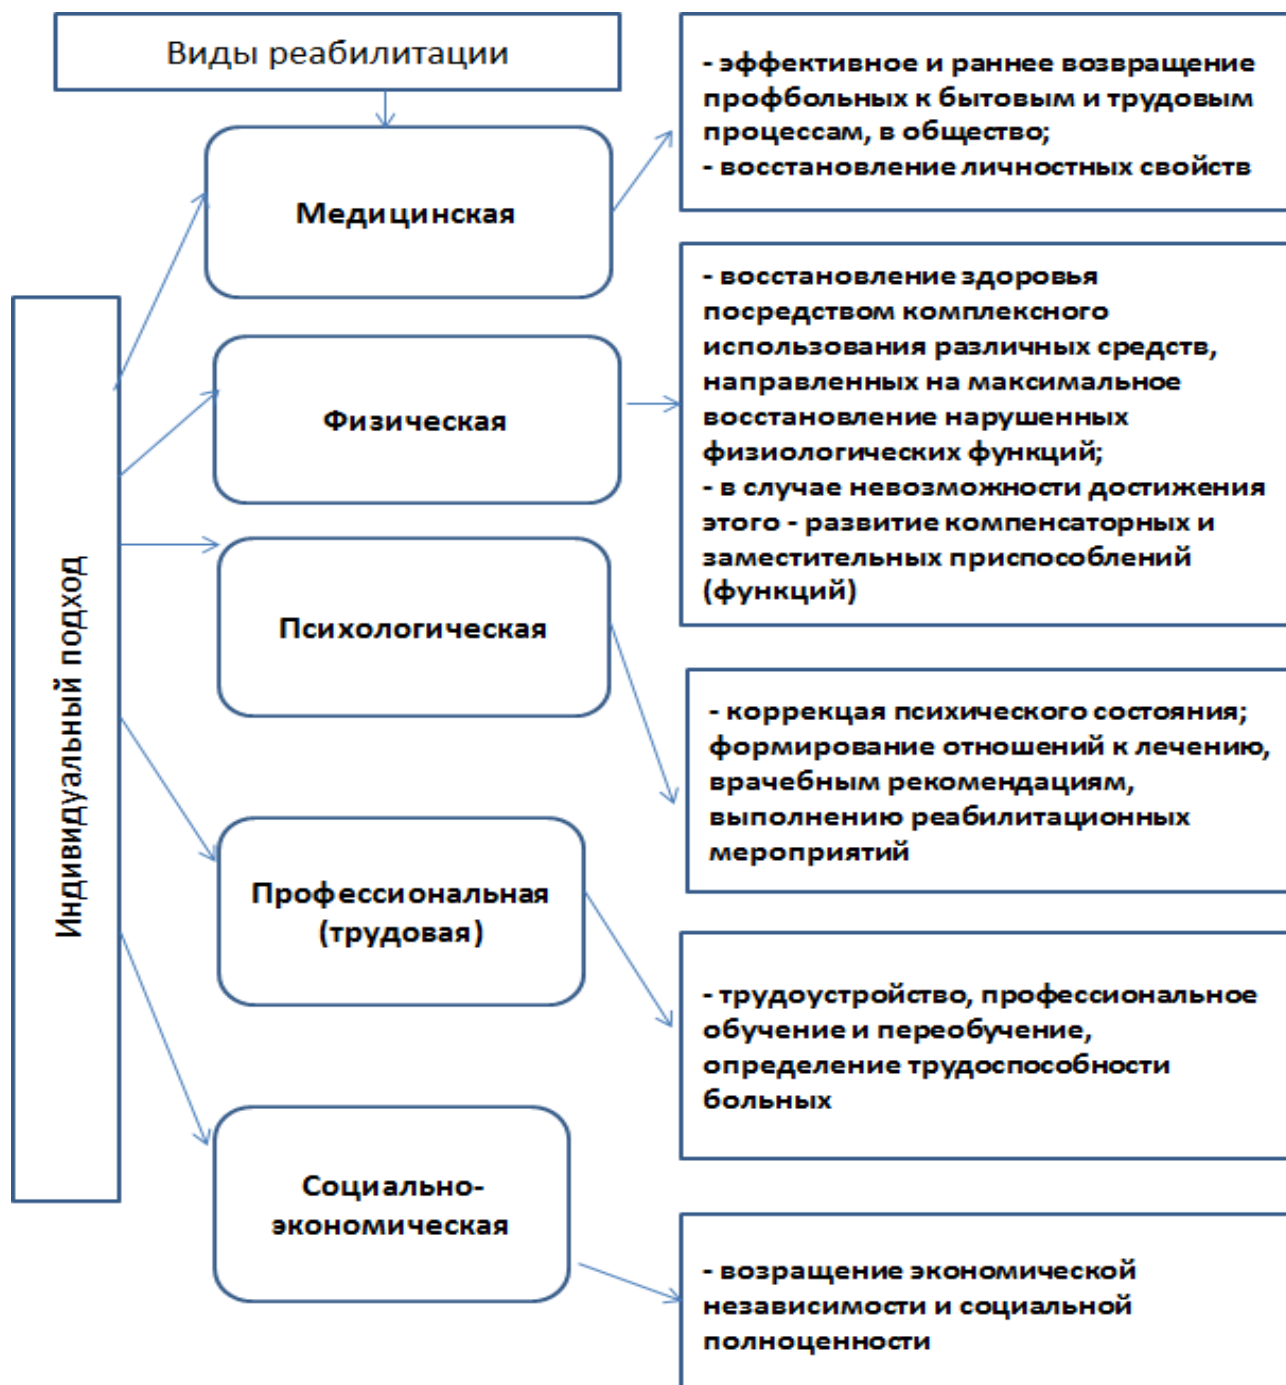 Виды реабилитации
Медицинская
- эффективное и раннее возвращение
профбольных к бытовым и трудовым
процессам, в общество;
- восстановление личностных свойств
Индивидуальный подход
Физическая
- восстановление здоровья
посредством комплексного
использования различных средств,
направленных на максимальное
восстановление нарушенных
физиологических функций;
- в случае невозможности достижения
этого - развитие компенсаторных и
заместительных приспособлений
(функций)
Психологическая
- коррекцая психического состояния;
формирование отношений к лечению,
врачебным рекомендациям,
выполнению реабилитационных
мероприятий
Профессиональная
(трудовая)
- трудоустройство, профессиональное
обучение и переобучение,
определение трудоспособности
больных
Социально-
экономическая
- возращение экономической
независимости и социальной
полноценности